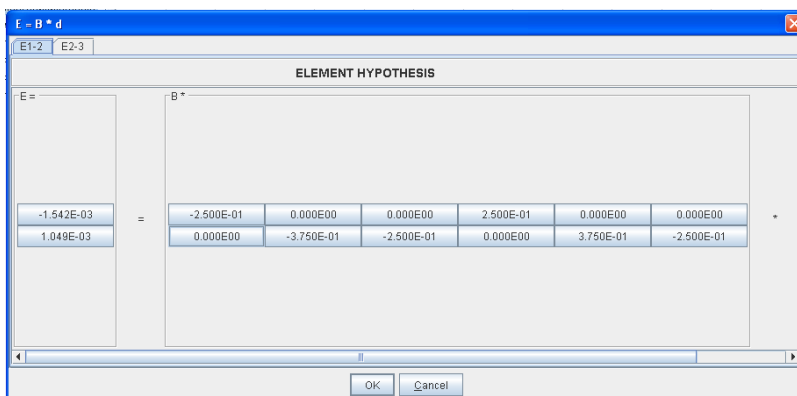 E = B * d
E1-2 E2-3
ELEMENT HYPOTHESIS
E = B *
-1.542E-03 = -2.500E-01 0.000E00 0.000E00 2.500E-01 0.000E00 0.000E00 *
1.049E-03 0.000E00 -3.750E-01 -2.500E-01 0.000E00 3.750E-01 -2.500E-01
OK Cancel